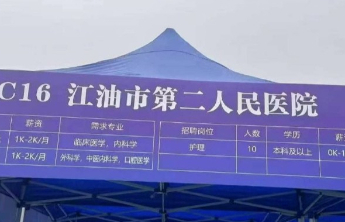 C16 江油市第二人民医院
薪资 需求专业 招聘岗位 人数 学历 薪
1K-2K/月 临床医学、内科学 护理 10 本科及以上 0K-1
1K-2K/月 外科学、中医内科学、口腔医学